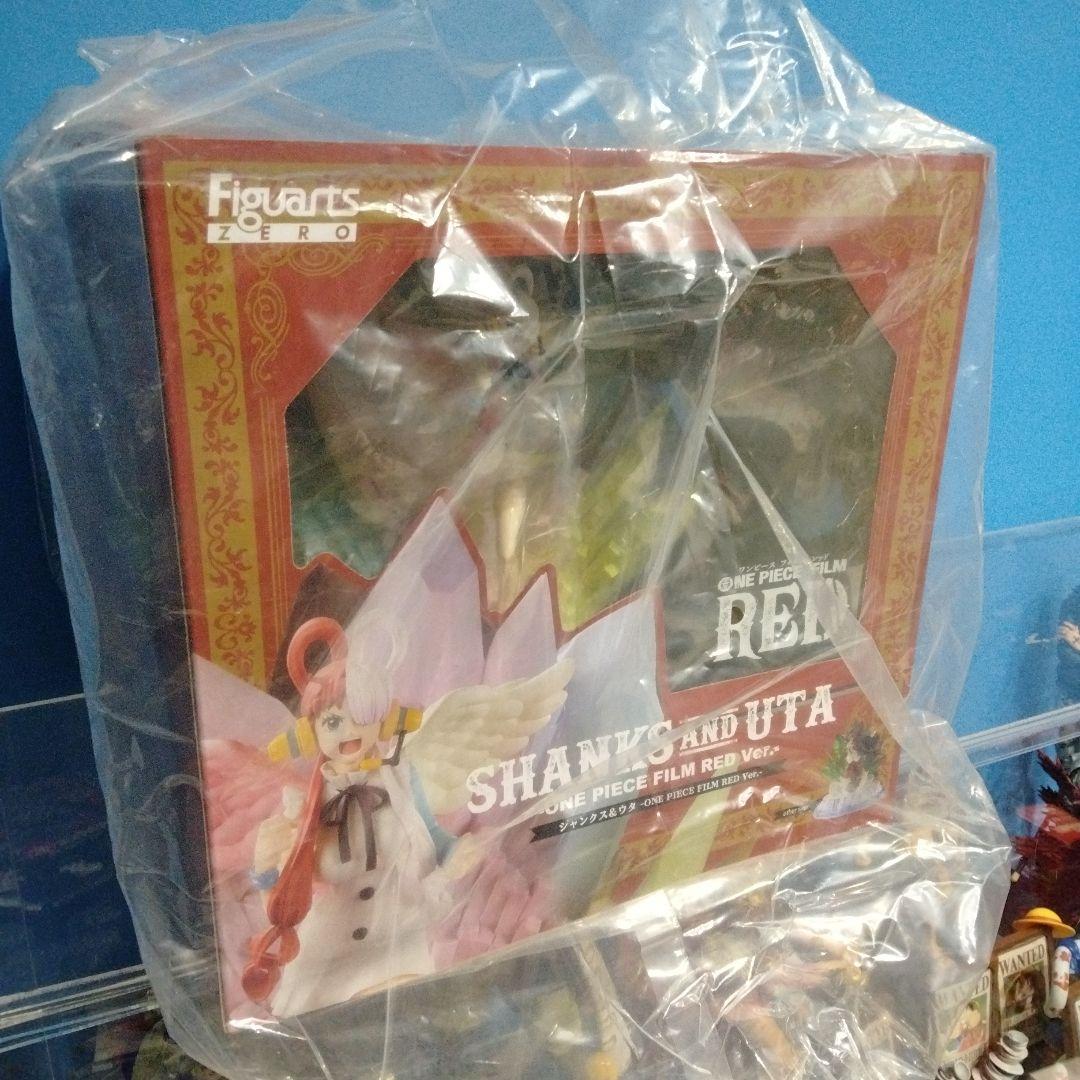 Figuarts
ZERO
ワンピース フィルム レッド
ONE PIECE FILM
RED
SHANKS AND UTA
-ONE PIECE FILM RED Ver.-
シャンクス&ウタ -ONE PIECE FILM RED Ver.-
WANTED
WANTED